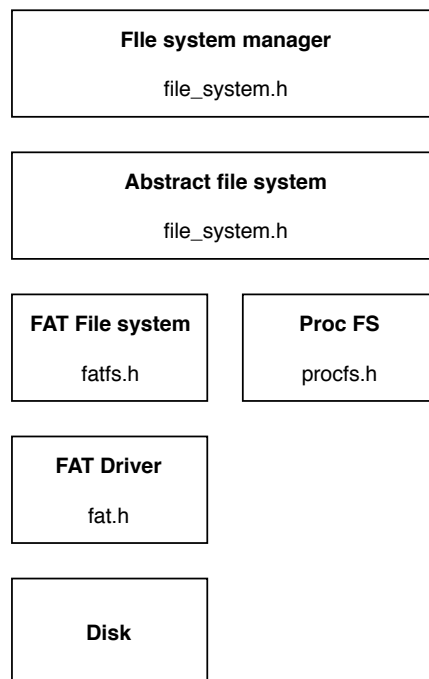 FIle system manager
file_system.h
Abstract file system
file_system.h
FAT File system
fatfs.h
Proc FS
procfs.h
FAT Driver
fat.h
Disk